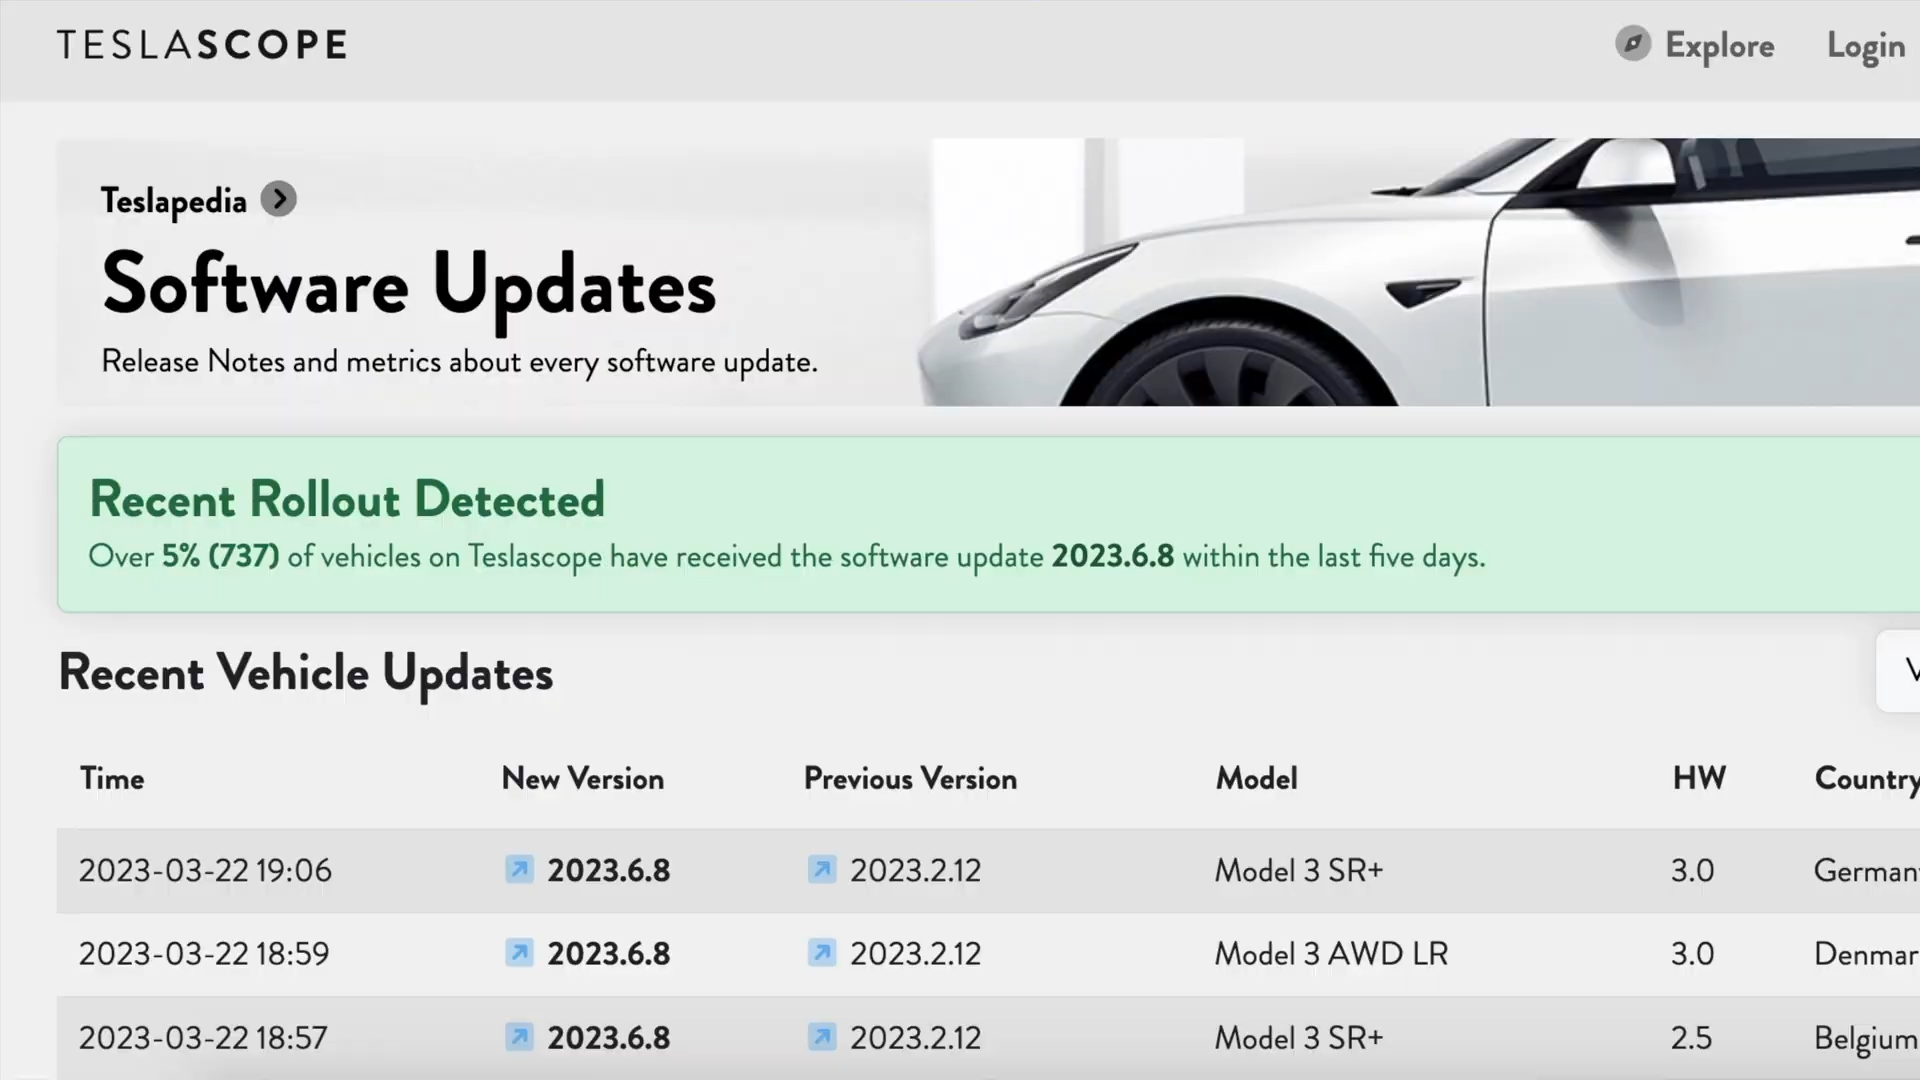 TESLASCOPE
Explore Login
Teslapedia
Software Updates
Release Notes and metrics about every software update.
Recent Rollout Detected
Over 5% (737) of vehicles on Teslascope have received the software update 2023.6.8 within the last five days.
Recent Vehicle Updates
Time New Version Previous Version Model HW Country
2023-03-22 19:06 2023.6.8 2023.2.12 Model 3 SR+ 3.0 German
2023-03-22 18:59 2023.6.8 2023.2.12 Model 3 AWD LR 3.0 Denmar
2023-03-22 18:57 2023.6.8 2023.2.12 Model 3 SR+ 2.5 Belgium